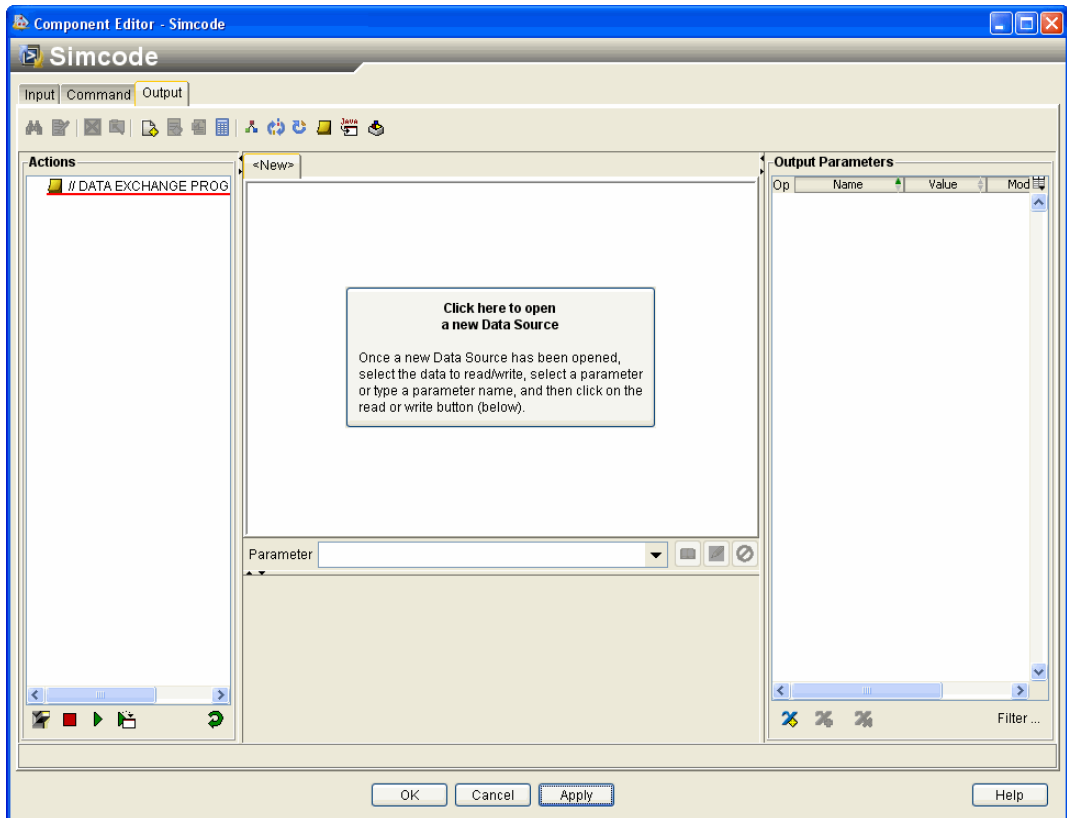 Component Editor - Simcode
Simcode
Input Command Output
JAVA
Actions
// DATA EXCHANGE PROG
<New>
Click here to open
a new Data Source
Once a new Data Source has been opened,
select the data to read/write, select a parameter
or type a parameter name, and then click on the
read or write button (below).
Parameter
Output Parameters
Op Name Value Mod
Filter ...
OK Cancel Apply Help